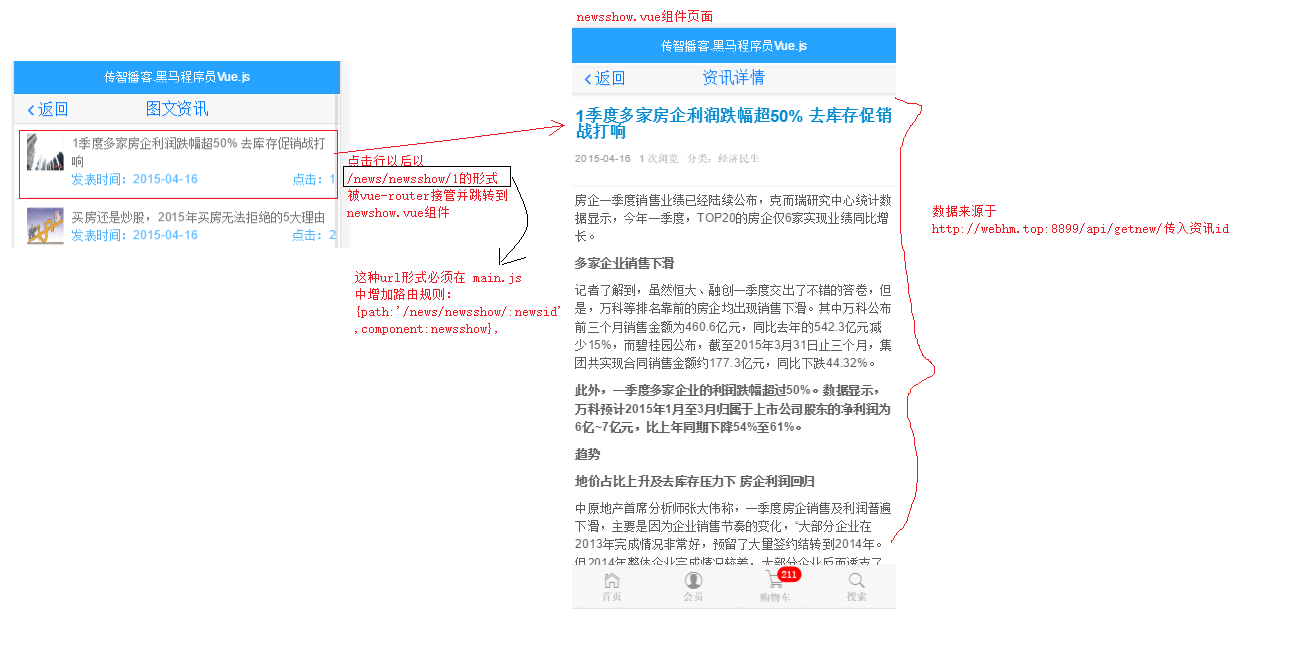 传智播客.黑马程序员Vue.js
返回
图文资讯
1季度多家房企利润跌幅超50% 去库存促销战打
响
发表时间：2015-04-16
点击：1
买房还是炒股，2015年买房无法拒绝的5大理由
发表时间：2015-04-16
点击：2
点击行以后以
/news/newsshow/1的形式
被vue-router接管并跳转到
newshow.vue组件
这种url形式必须在 main.js
中增加路由规则：
{path:'/news/newsshow/:newsid'
,component:newsshow},
newsshow.vue组件页面
传智播客.黑马程序员Vue.js
返回
资讯详情
1季度多家房企利润跌幅超50% 去库存促销
战打响
2015-04-16 1 次浏览 分类：经济民生
房企一季度销售业绩已经陆续公布，克而瑞研究中心统计数
据显示，今年一季度，TOP20的房企仅6家实现业绩同比增
长。
多家企业销售下滑
记者了解到，虽然恒大、融创一季度交出了不错的答卷，但
是，万科等排名靠前的房企均出现销售下滑。其中万科公布
前三个月销售金额为460.6亿元，同比去年的542.3亿元减
少15%，而碧桂园公布，截至2015年3月31日止三个月，集
团共实现合同销售金额约177.3亿元，同比下跌44.32%。
此外，一季度多家企业的利润跌幅超过50%。数据显示，
万科预计2015年1月至3月归属于上市公司股东的净利润为
6亿~7亿元，比上年同期下降54%至61%。
趋势
地价占比上升及去库存压力下 房企利润回归
中原地产首席分析师张大伟称，一季度房企销售及利润普遍
下滑，主要是因为企业销售节奏的变化，“大部分企业在
2013年完成情况非常好，预留了大量签约结转到2014年。
但2014年整体企业完成情况较差，大部分企业反而透支了
首页
会员
211
购物车
搜索
数据来源于
http://webhm.top:8899/api/getnew/传入资讯id